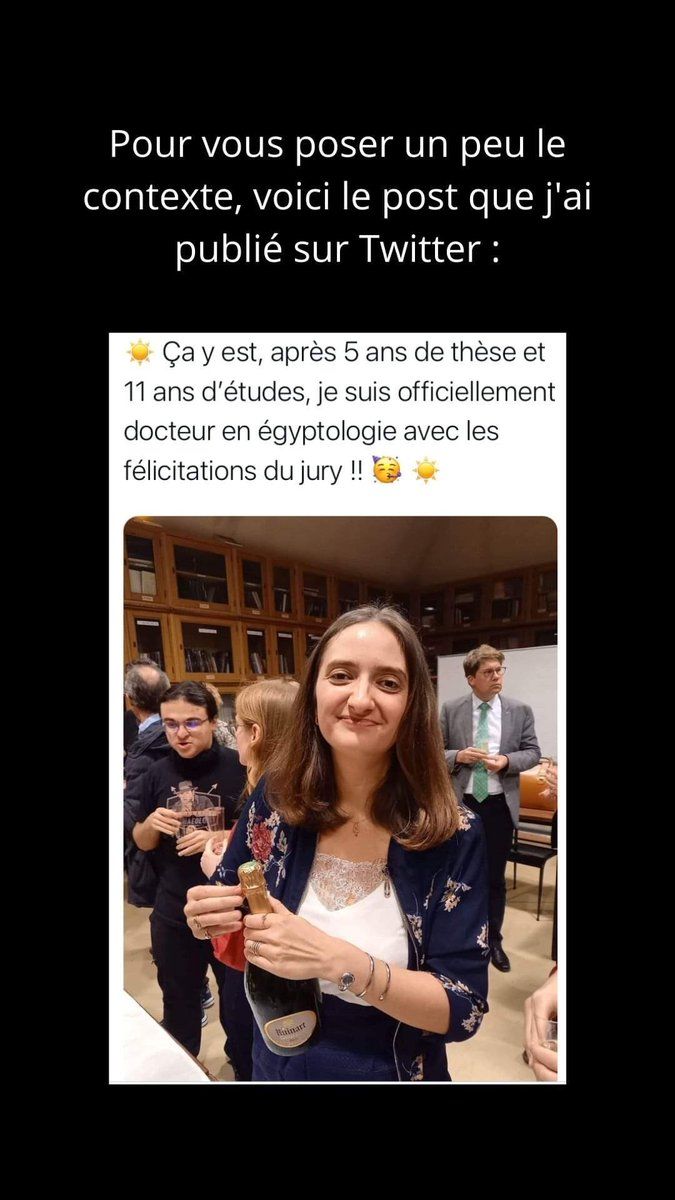 Pour vous poser un peu le
contexte, voici le post que j'ai
publié sur Twitter :
☀️ Ça y est, après 5 ans de thèse et
11 ans d’études, je suis officiellement
docteur en égyptologie avec les
félicitations du jury !! 🥳 ☀️
Ruinart